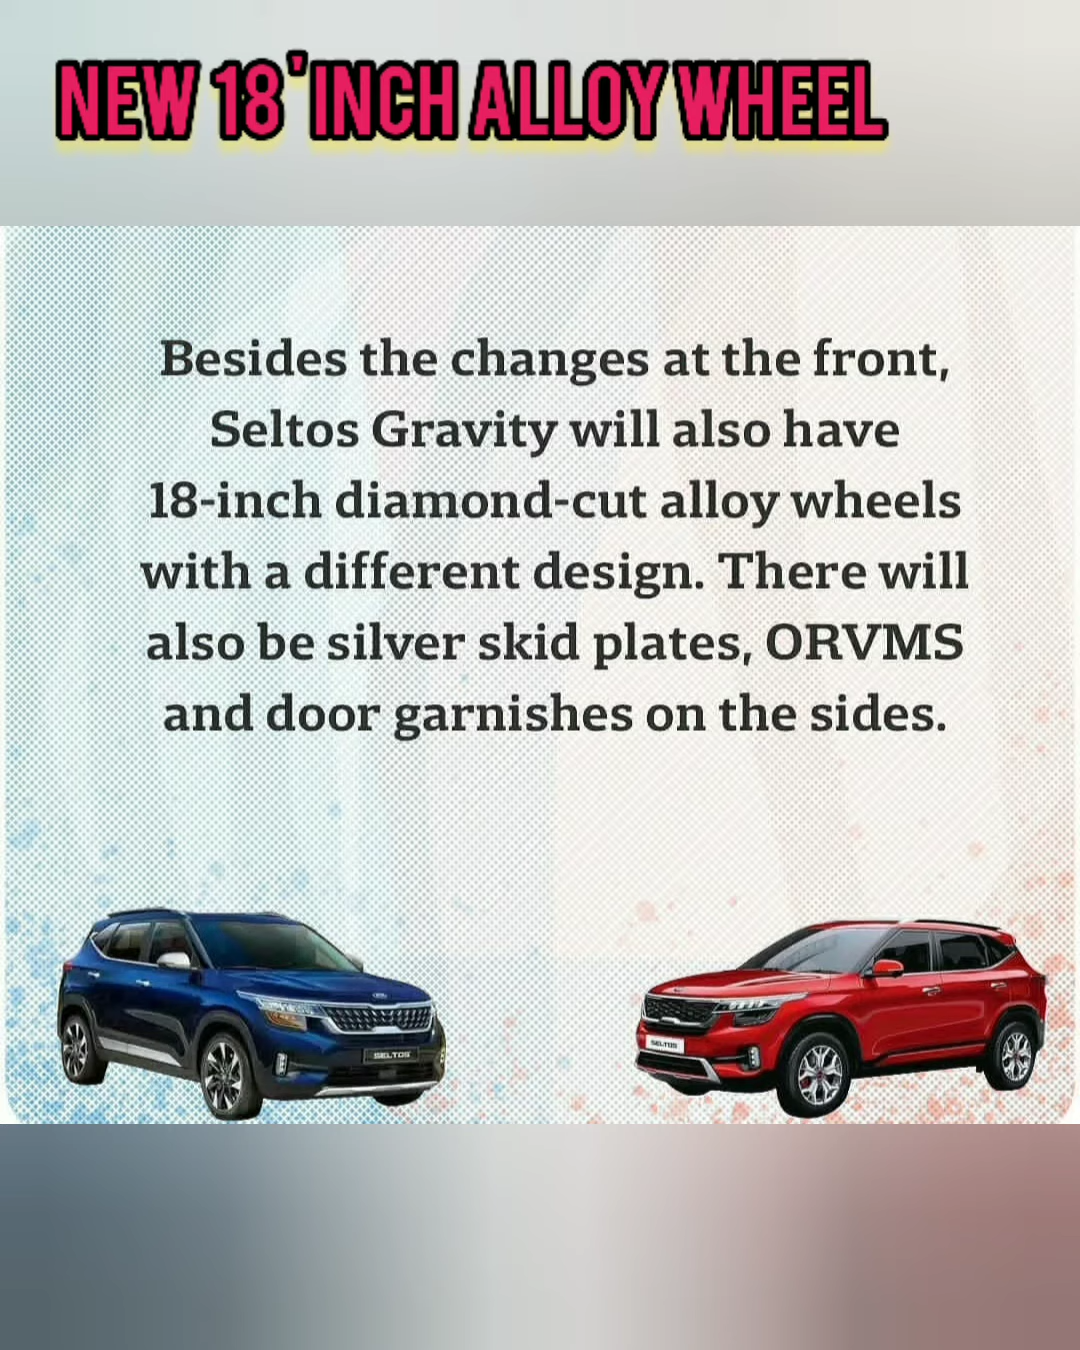 NEW 18'INCH ALLOY WHEEL
Besides the changes at the front,
Seltos Gravity will also have
18-inch diamond-cut alloy wheels
with a different design. There will
also be silver skid plates, ORVMS
and door garnishes on the sides.
SELTOS
SELTOS